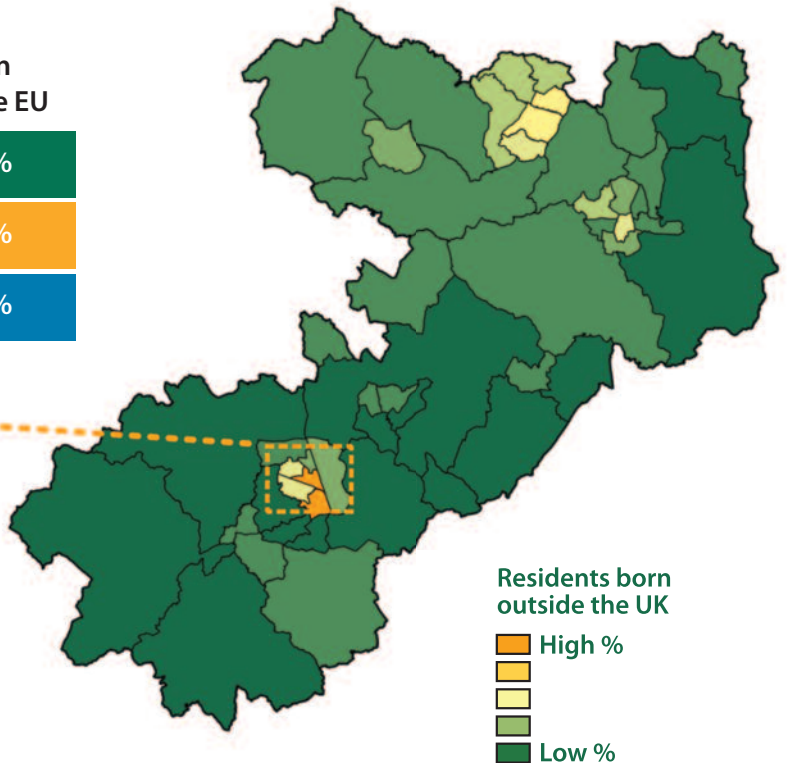 n
e EU
%
%
%
Residents born
outside the UK
High %
Low %